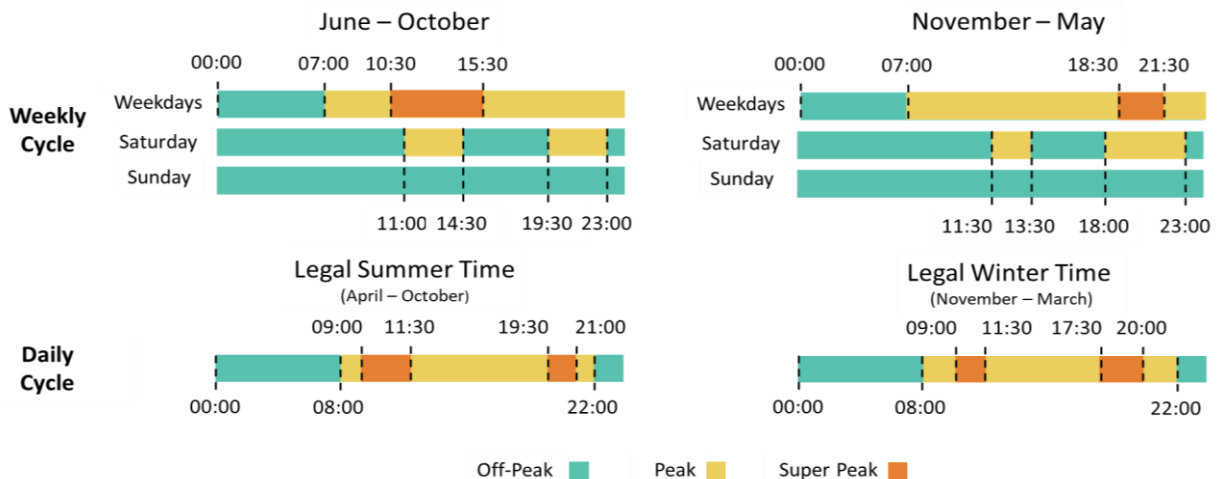 June – October
November – May
00:00 07:00 10:30 15:30
00:00 07:00 18:30 21:30
Weekly
Cycle
Weekdays
Saturday
Sunday
Weekdays
Saturday
Sunday
11:00 14:30 19:30 23:00
11:30 13:30 18:00 23:00
Legal Summer Time
(April – October)
Legal Winter Time
(November – March)
09:00 11:30 19:30 21:00
09:00 11:30 17:30 20:00
Daily
Cycle
00:00 08:00 22:00
00:00 08:00 22:00
Off-Peak Peak Super Peak